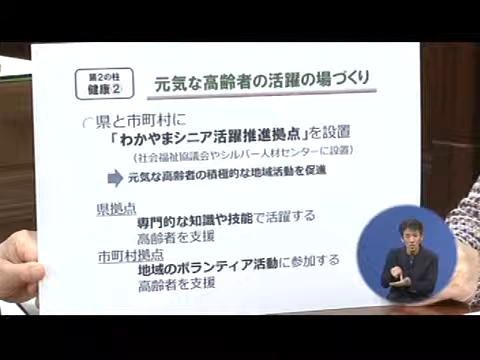 第2の柱
健康②
元気な高齢者の活躍の場づくり
県と市町村に
「わかやまシニア活躍推進拠点」を設置
(社会福祉協議会やシルバー人材センターに設置)
元気な高齢者の積極的な地域活動を促進
県拠点
専門的な知識や技能で活躍する
高齢者を支援
市町村拠点
地域のボランティア活動に参加する
高齢者を支援